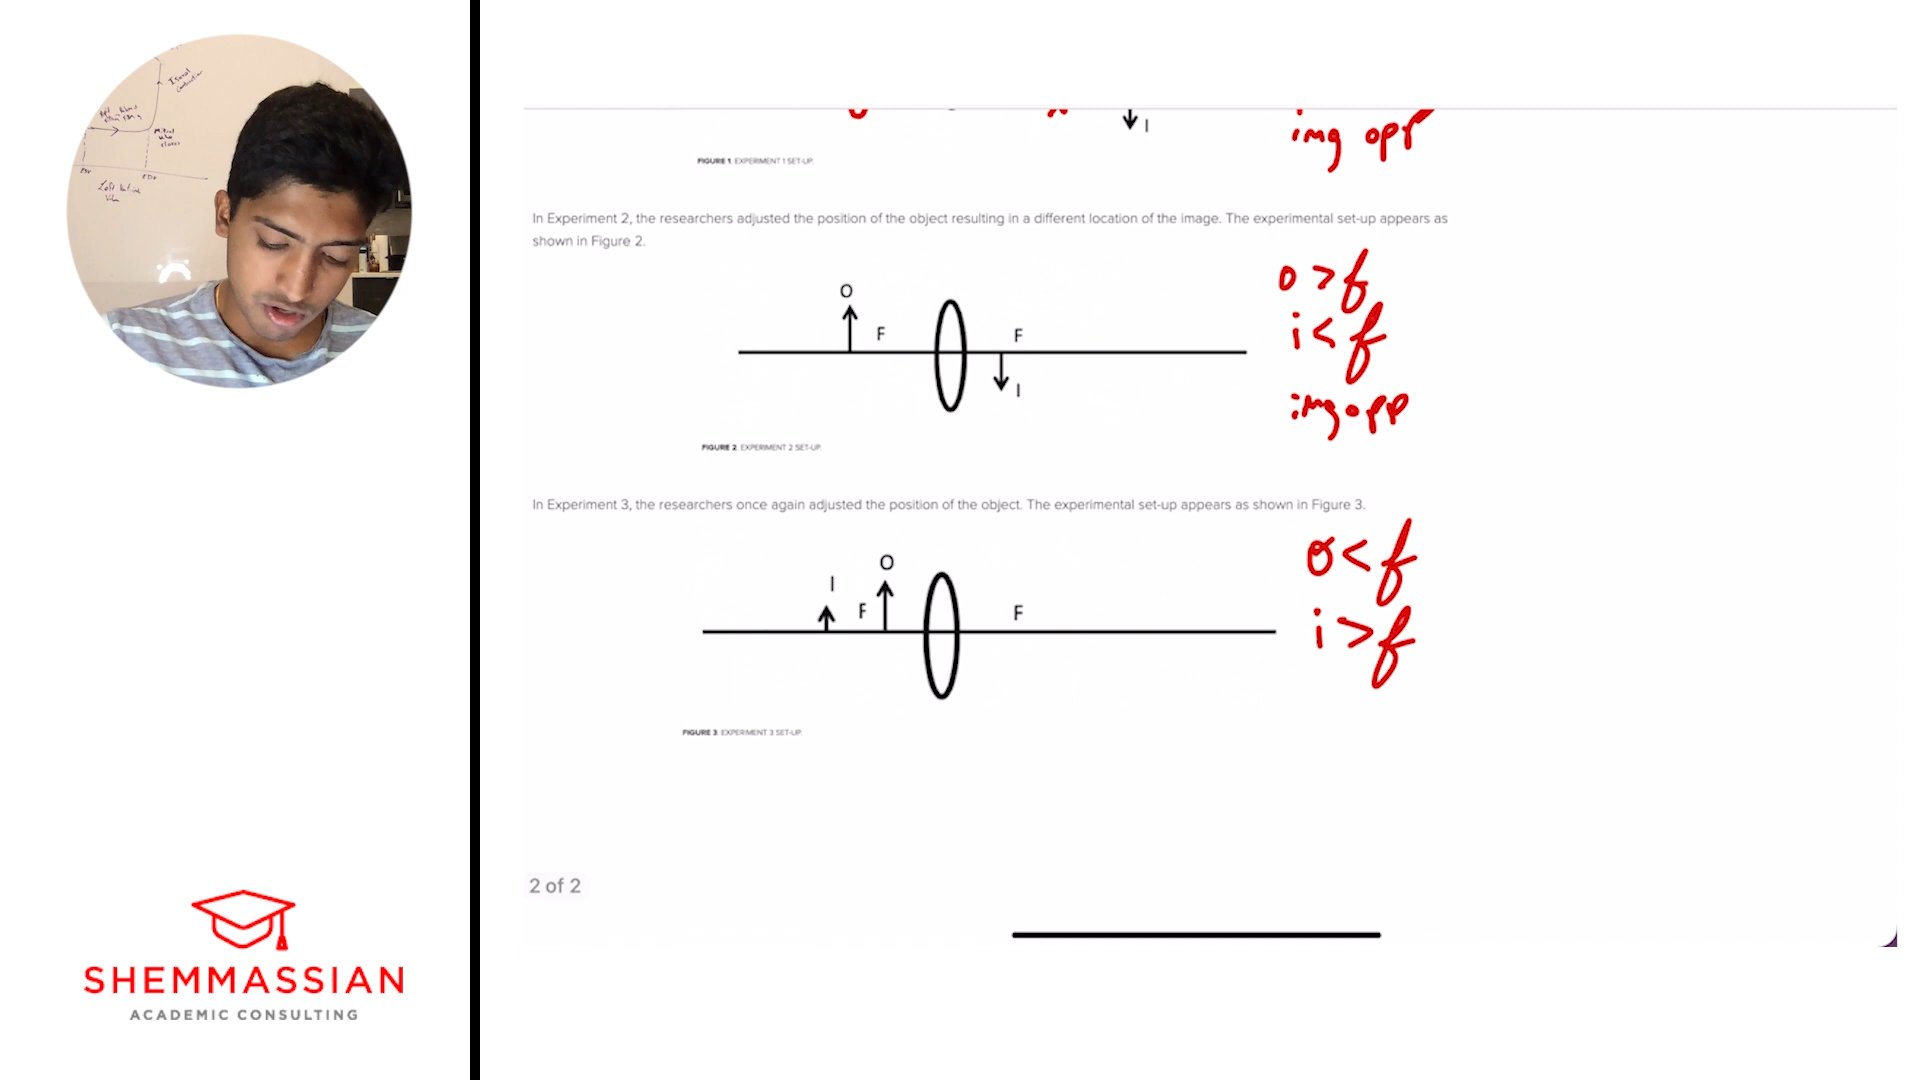 Left
SHEMMASSIAN
ACADEMIC CONSULTING
I
img opp
FIGURE 1. EXPERIMENT 1 SET-UP.
In Experiment 2, the researchers adjusted the position of the object resulting in a different location of the image. The experimental set-up appears as
shown in Figure 2.
O
F
F
I
o > f
i < f
img opp
FIGURE 2. EXPERIMENT 2 SET-UP.
In Experiment 3, the researchers once again adjusted the position of the object. The experimental set-up appears as shown in Figure 3.
I
O
F
F
o < f
i > f
FIGURE 3. EXPERIMENT 3 SET-UP.
2 of 2